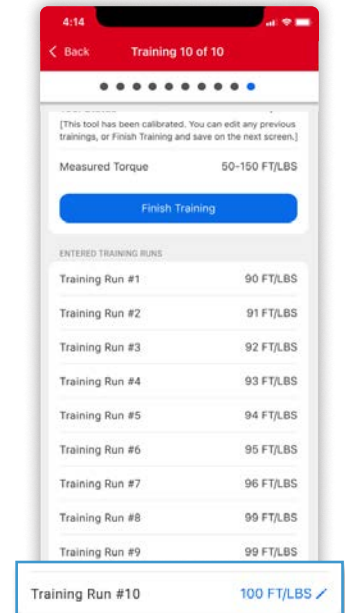 4:14
Back Training 10 of 10
[This tool has been calibrated. You can edit any previous
trainings, or Finish Training and save on the next screen.]
Measured Torque 50-150 FT/LBS
Finish Training
ENTERED TRAINING RUNS
Training Run #1 90 FT/LBS
Training Run #2 91 FT/LBS
Training Run #3 92 FT/LBS
Training Run #4 93 FT/LBS
Training Run #5 94 FT/LBS
Training Run #6 95 FT/LBS
Training Run #7 96 FT/LBS
Training Run #8 99 FT/LBS
Training Run #9 99 FT/LBS
Training Run #10 100 FT/LBS